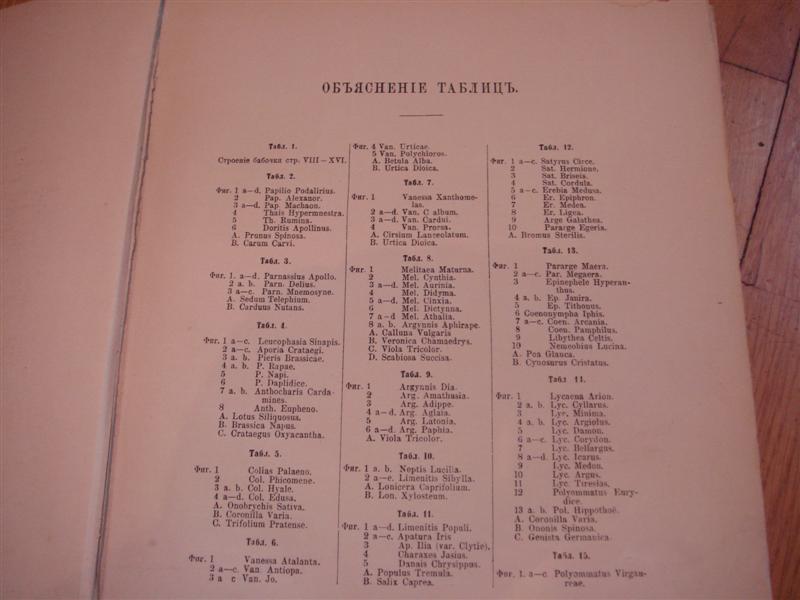 ОБЪЯСНЕНІЕ ТАБЛИЦЪ.
Табл. 1.
Строеніе бабочки стр. VIII—XVI.
Табл. 2.
Фиг. 1 a—d. Papilio Podalirius.
2 Pap. Alexanor.
3 a—d. Pap Machaon.
4 Thais Hypermnestra.
5 Th. Rumina.
6 Doritis Apollinus.
A. Prunus Spinosa.
B. Carum Carvi.
Табл. 3.
Фиг. 1. a—d. Parnassius Apollo.
2 a. b. Parn. Delius.
3 a—c. Parn. Mnemosyne.
A. Sedum Telephium.
B. Carduus Nutans.
Табл. 4.
Фиг. 1 a—c. Leucophasia Sinapis.
2 a—c. Aporia Crataegi.
3 a. b. Pieris Brassicae.
4 a. b. P. Rapae.
5 P. Napi.
6 P. Daplidice.
7 a. b. Anthocharis Carda-
mines.
8 Anth. Eupheno.
A. Lotus Siliquosus.
B. Brassica Napus.
C. Crataegus Oxyacantha.
Табл. 5.
Фиг. 1 Colias Palaeno.
2 Col. Phicomene.
3 a. b. Col. Hyale.
4 a—d. Col. Edusa.
A. Onobrychis Sativa.
B. Coronilla Varia.
C. Trifolium Pratense.
Табл. 6.
Фиг. 1 Vanessa Atalanta.
2 a—c. Van. Antiopa.
3 a c Van. Jo.
Фиг. 4 Van. Urticae.
5 Van. Polychloros.
A. Betula Alba.
B. Urtica Dioica.
Табл. 7.
Фиг. 1 Vanessa Xanthome-
las.
2 a—d. Van. C album.
3 a—d. Van. Cardui.
4 Van. Prorsa.
A. Cirsium Lanceolatum.
B. Urtica Dioica.
Табл. 8.
Фиг. 1 Melitaea Maturna.
2 Mel. Cynthia.
3 a—d. Mel. Aurinia.
4 Mel. Didyma.
5 a—d. Mel. Cinxia.
6 Mel. Dictynna.
7 a—d Mel. Athalia.
8 a. b. Argynnis Aphirape.
A. Calluna Vulgaris
B. Veronica Chamaedrys.
C. Viola Tricolor.
D. Scabiosa Succisa.
Табл. 9.
Фиг. 1 Argynnis Dia.
2 Arg. Amathusia.
3 Arg. Adippe.
4 a—d. Arg. Aglaia.
5 Arg. Latonia.
6 a—d. Arg. Paphia.
A. Viola Tricolor.
Табл. 10.
Фиг. 1 a. b. Neptis Lucilla.
2 a—e. Limenitis Sibylla.
A. Lonicera Caprifolium.
B. Lon. Xylosteum.
Табл. 11.
Фиг. 1 a—d. Limenitis Populi.
2 a—c. Apatura Iris
3 Ap. Ilia (var. Clytie).
4 Charaxes Jasius.
5 Danais Chrysippus.
A. Populus Tremula.
B. Salix Caprea.
Табл. 12.
Фиг. 1 a—c. Satyrus Circe.
2 Sat. Hermione.
3 Sat. Briseis.
4 Sat. Cordula.
5 a—c. Erebia Medusa.
6 Er. Epiphron.
7 Er. Medea.
8 Er. Ligea.
9 Arge Galathea.
10 Pararge Egeria.
A. Bromus Sterilis.
Табл. 13.
Фиг. 1 Pararge Maera.
2 a—c. Par. Megaera.
3 Epinephele Hyperan-
thus.
4 a. b. Ep. Janira.
5 Ep. Tithonus.
6 Coenonympha Iphis.
7 a—c. Coen. Arcania.
8 Coen. Pamphilus.
9 Libythea Celtis.
10 Nemeobius Lucina.
A. Poa Glauca.
B. Cynosurus Cristatus.
Табл. 14.
Фиг. 1 Lycaena Arion.
2 a. b. Lyc. Cyllarus.
3 Lyc. Minima.
4 a. b. Lyc. Argiolus.
5 Lyc. Damon.
6 a—c. Lyc. Corydon.
7 Lyc. Bellargus.
8 a—d. Lyc. Icarus.
9 Lyc. Medon.
10 Lyc. Argus.
11 Lyc. Tiresias.
12 Polyommatus Eury-
dice.
13 a. b. Pol. Hippothoë.
A. Coronilla Varia.
B. Ononis Spinosa.
C. Genista Germanica.
Табл. 15.
Фиг. 1. a—c. Polyommatus Virgau-
reae.